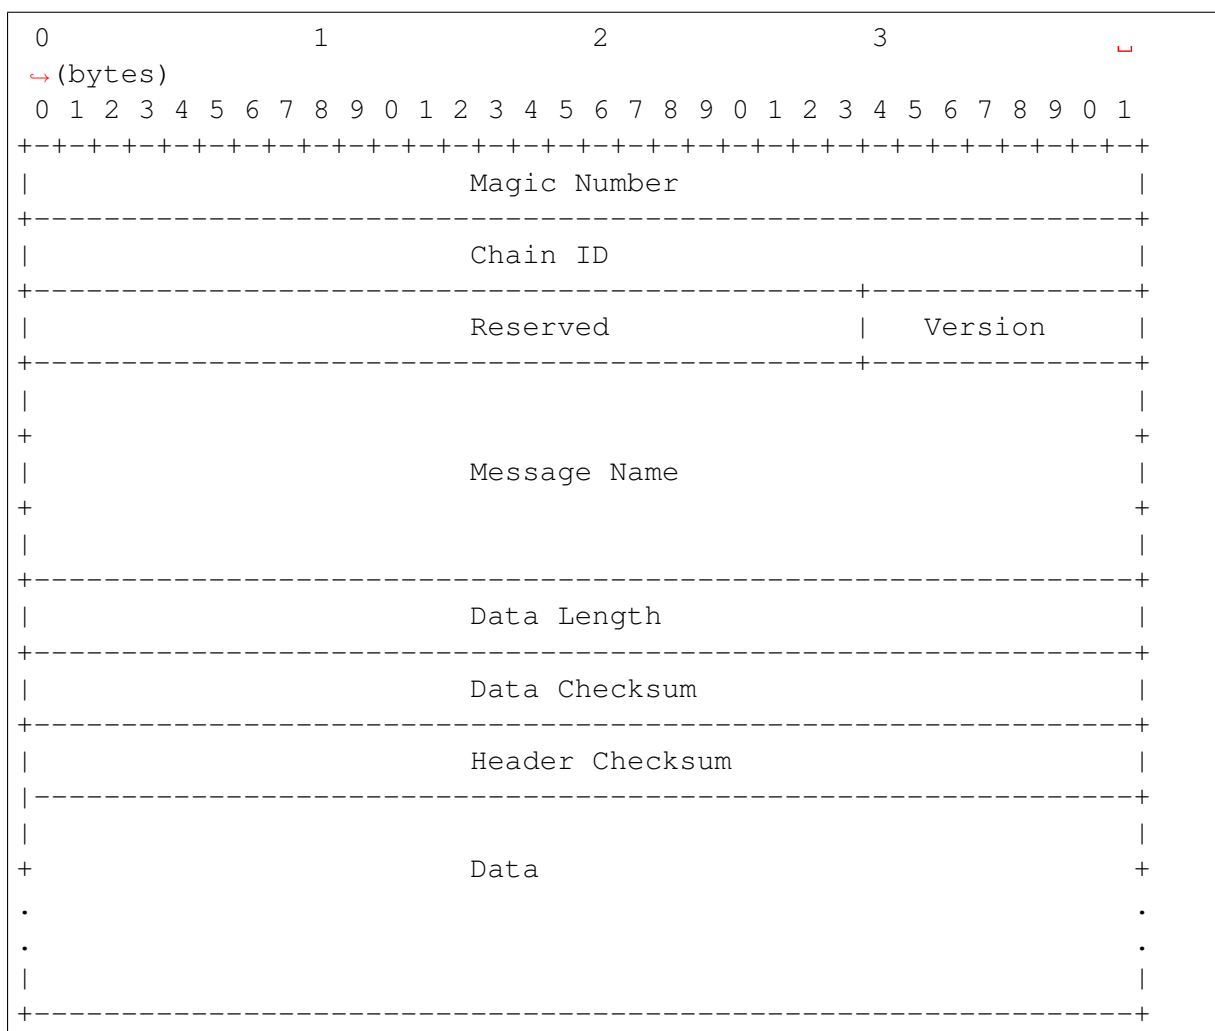 0               1               2               3             ␣
↪(bytes)
 0 1 2 3 4 5 6 7 8 9 0 1 2 3 4 5 6 7 8 9 0 1 2 3 4 5 6 7 8 9 0 1
+-+-+-+-+-+-+-+-+-+-+-+-+-+-+-+-+-+-+-+-+-+-+-+-+-+-+-+-+-+-+-+-+
|                         Magic Number                          |
+---------------------------------------------------------------+
|                         Chain ID                              |
+-----------------------------------------------+---------------+
|                         Reserved              |   Version     |
+-----------------------------------------------+---------------+
|                                                               |
+                                                               +
|                         Message Name                          |
+                                                               +
|                                                               |
+---------------------------------------------------------------+
|                         Data Length                           |
+---------------------------------------------------------------+
|                         Data Checksum                         |
+---------------------------------------------------------------+
|                         Header Checksum                       |
|---------------------------------------------------------------+
|                                                               |
+                         Data                                  +
.                                                               .
.                                                               .
|                                                               |
+---------------------------------------------------------------+